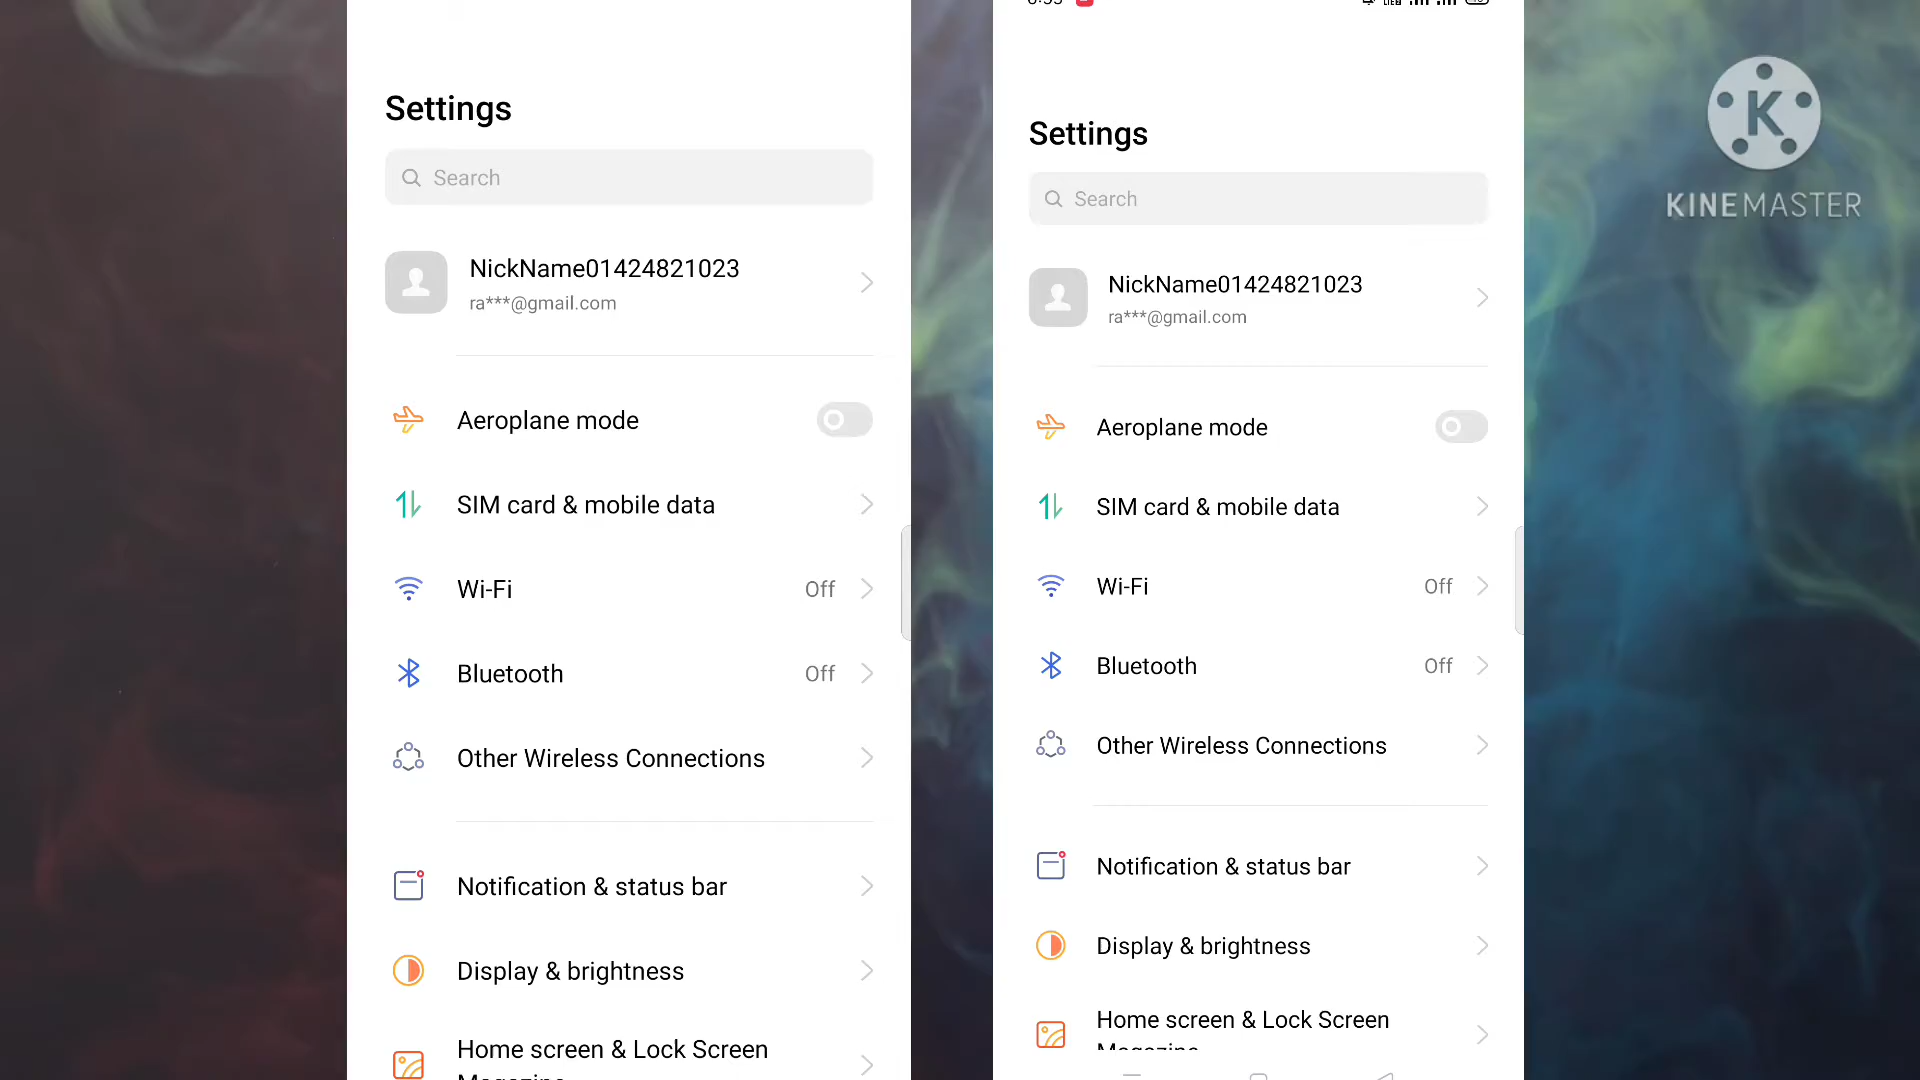 Settings
Search
NickName01424821023
ra***@gmail.com
Aeroplane mode
SIM card & mobile data
Wi-Fi Off
Bluetooth Off
Other Wireless Connections
Notification & status bar
Display & brightness
Home screen & Lock Screen
Magazine
Settings
Search
NickName01424821023
ra***@gmail.com
Aeroplane mode
SIM card & mobile data
Wi-Fi Off
Bluetooth Off
Other Wireless Connections
Notification & status bar
Display & brightness
Home screen & Lock Screen
Magazine
K
KINEMASTER